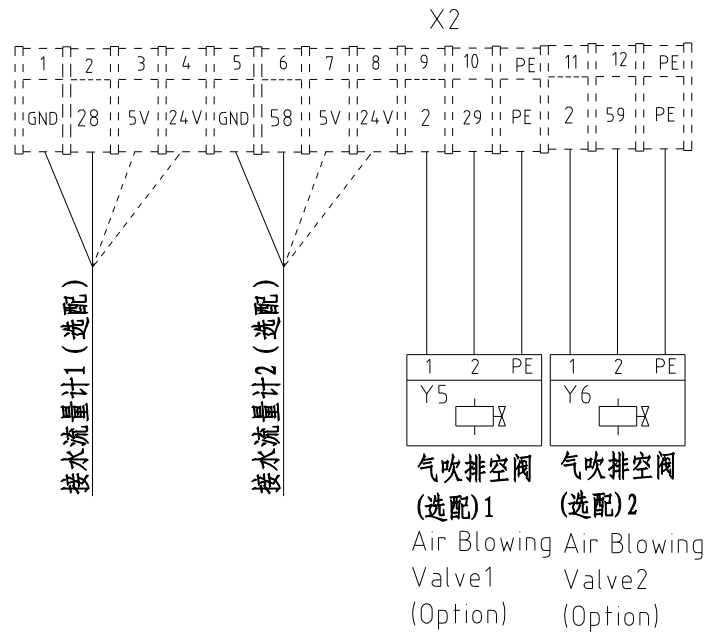 X2
1 2 3 4 5 6 7 8 9 10 PE 11 12 PE
GND 28 5V 24V GND 58 5V 24V 2 29 PE 2 59 PE
接水流量计1(选配)
接水流量计2(选配)
1 2 PE
Y5
气吹排空阀
(选配)1
Air Blowing
Valve1
(Option)
1 2 PE
Y6
气吹排空阀
(选配)2
Air Blowing
Valve2
(Option)